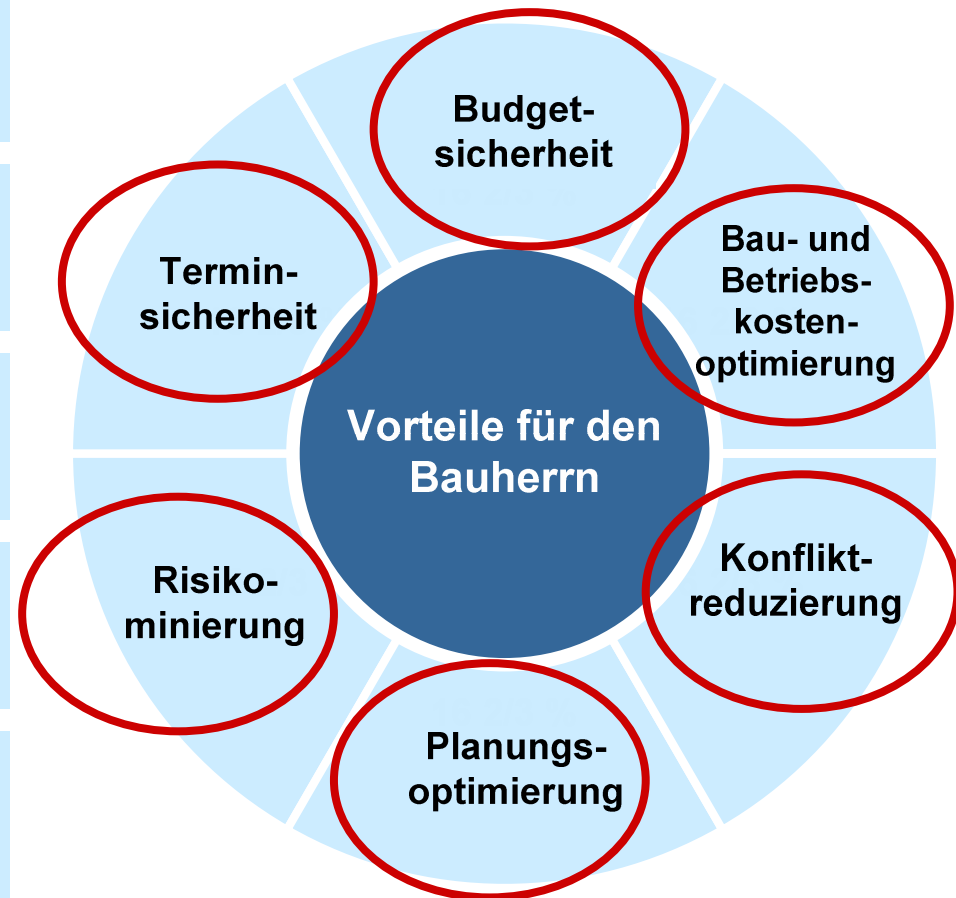 Budget-
sicherheit
Bau- und
Betriebs-
kosten-
optimierung
Termin-
sicherheit
Vorteile für den
Bauherrn
Konflikt-
reduzierung
Risiko-
minierung
Planungs-
optimierung